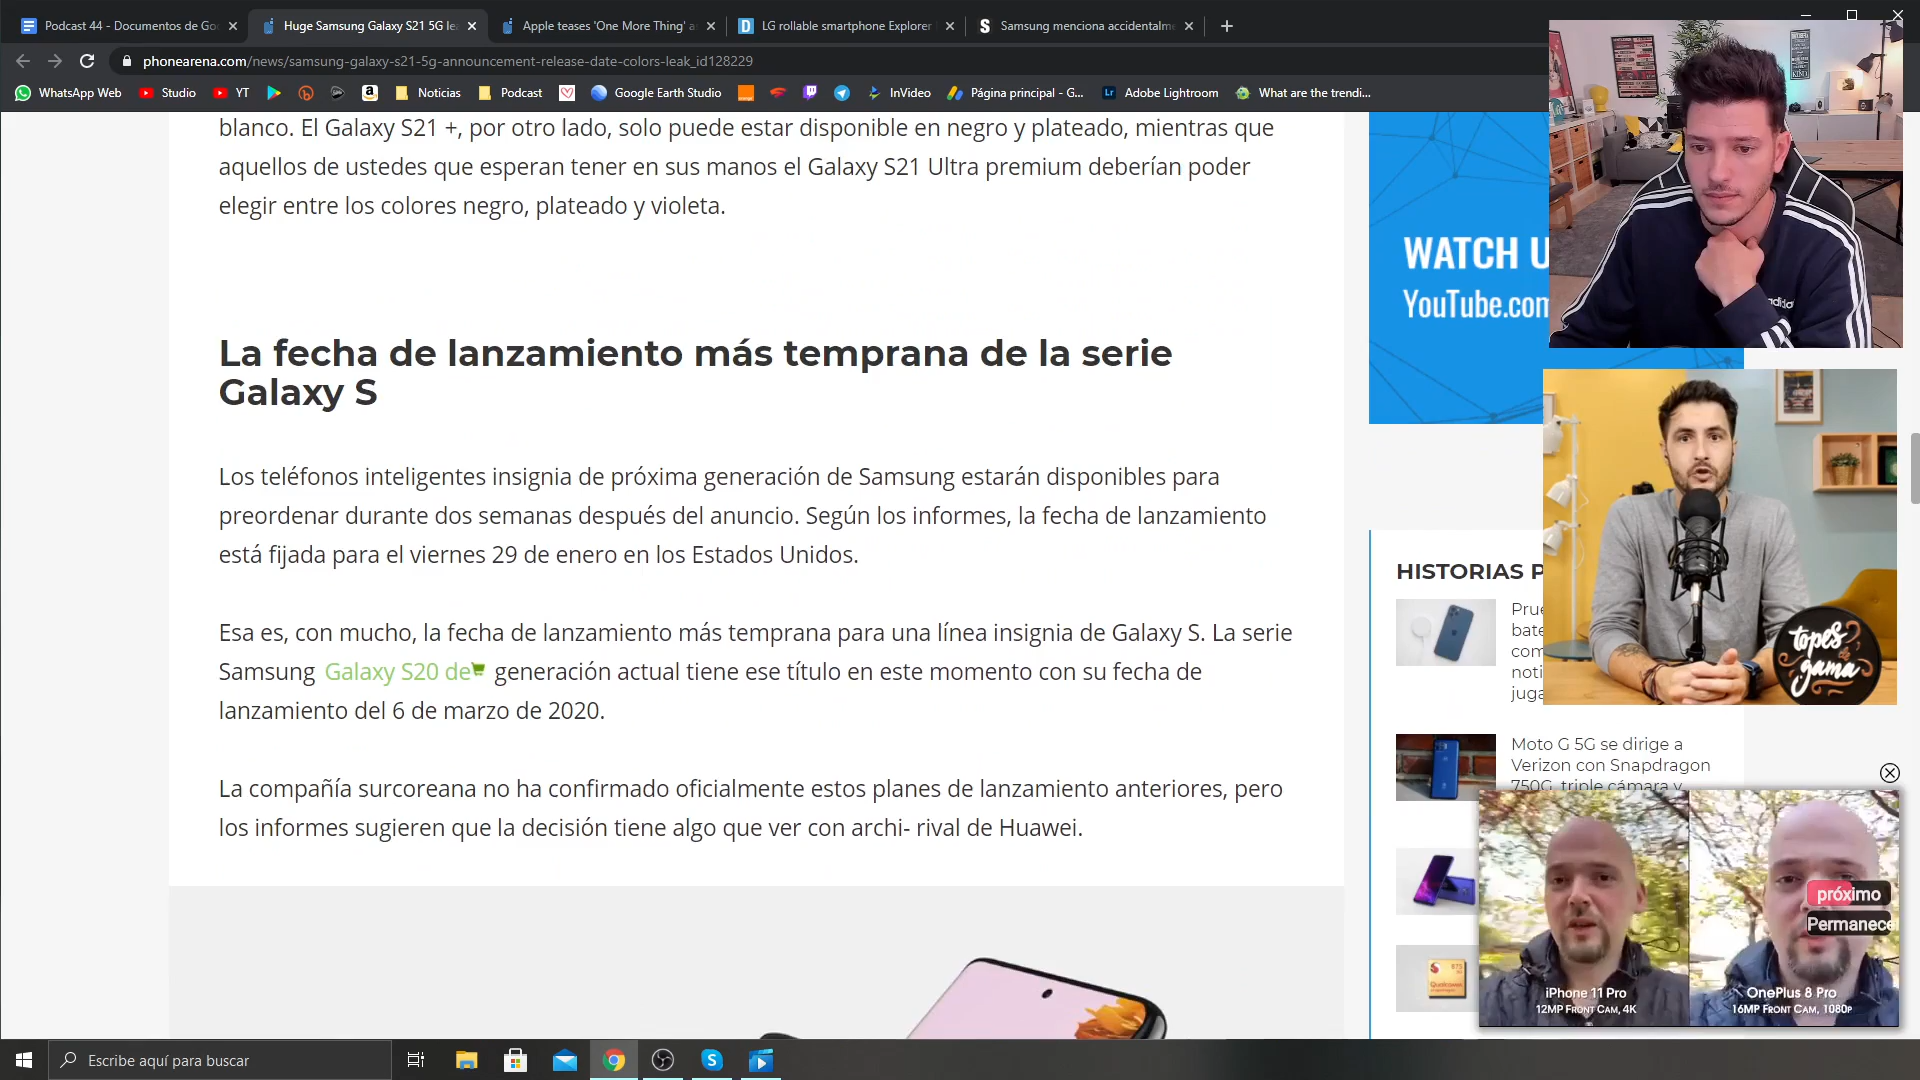 Podcast 44 - Documentos de Go
Huge Samsung Galaxy S21 5G le
Apple teases 'One More Thing' a
LG rollable smartphone Explorer
Samsung menciona accidentalme
phonearena.com/news/samsung-galaxy-s21-5g-announcement-release-date-colors-leak_id128229
WhatsApp Web
Studio
YT
Noticias
Podcast
Google Earth Studio
InVideo
Página principal - G...
Adobe Lightroom
What are the trendi...
blanco. El Galaxy S21 +, por otro lado, solo puede estar disponible en negro y plateado, mientras que
aquellos de ustedes que esperan tener en sus manos el Galaxy S21 Ultra premium deberían poder
elegir entre los colores negro, plateado y violeta.
La fecha de lanzamiento más temprana de la serie
Galaxy S
Los teléfonos inteligentes insignia de próxima generación de Samsung estarán disponibles para
preordenar durante dos semanas después del anuncio. Según los informes, la fecha de lanzamiento
está fijada para el viernes 29 de enero en los Estados Unidos.
Esa es, con mucho, la fecha de lanzamiento más temprana para una línea insignia de Galaxy S. La serie
Samsung Galaxy S20 de generación actual tiene ese título en este momento con su fecha de
lanzamiento del 6 de marzo de 2020.
La compañía surcoreana no ha confirmado oficialmente estos planes de lanzamiento anteriores, pero
los informes sugieren que la decisión tiene algo que ver con archi- rival de Huawei.
WATCH U
YouTube.com
adidas
topes
de
gama
HISTORIAS P
Prue
bate
com
noti
juga
Moto G 5G se dirige a
Verizon con Snapdragon
750G, triple cámara y
próximo
Permanece
iPhone 11 Pro
12MP Front Cam, 4K
OnePlus 8 Pro
16MP Front Cam, 1080p
Escribe aquí para buscar